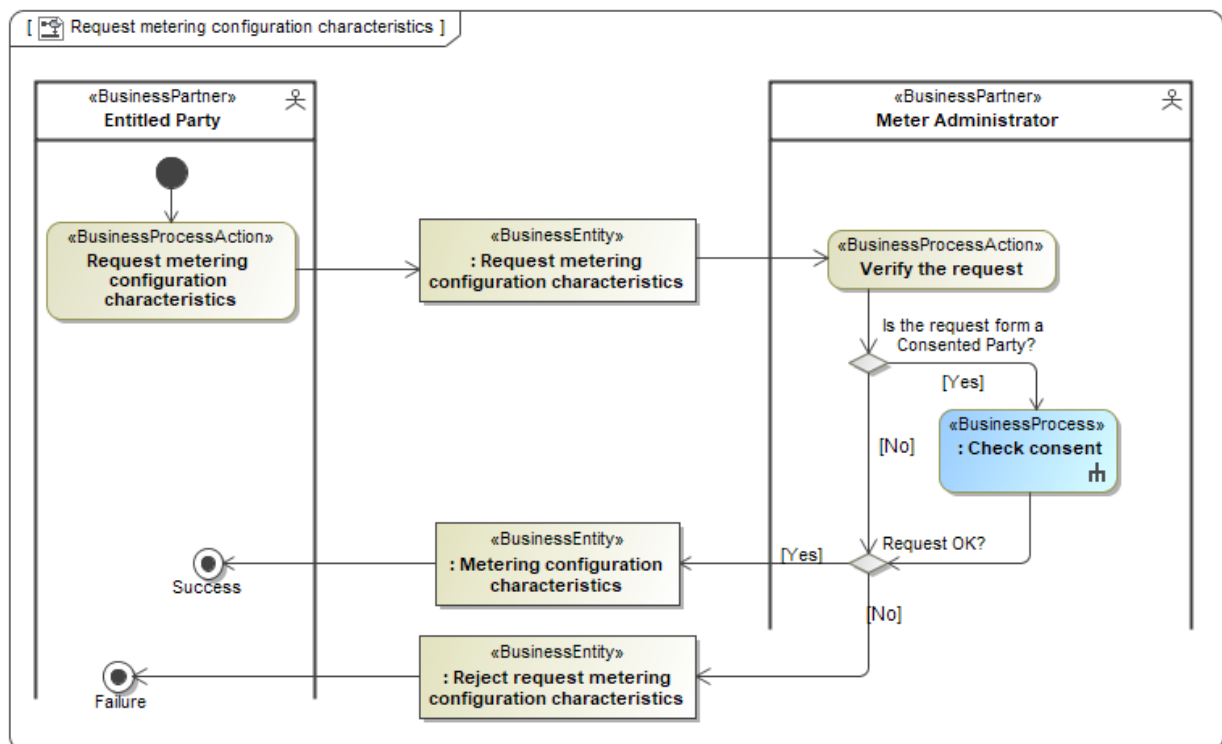 [ Request metering configuration characteristics ]
«BusinessPartner»
Entitled Party
«BusinessPartner»
Meter Administrator
«BusinessProcessAction»
Request metering
configuration
characteristics
«BusinessEntity»
: Request metering
configuration characteristics
«BusinessProcessAction»
Verify the request
Is the request form a
Consented Party?
[Yes]
[No]
«BusinessProcess»
: Check consent
Request OK?
[Yes]
«BusinessEntity»
: Metering configuration
characteristics
Success
[No]
«BusinessEntity»
: Reject request metering
configuration characteristics
Failure